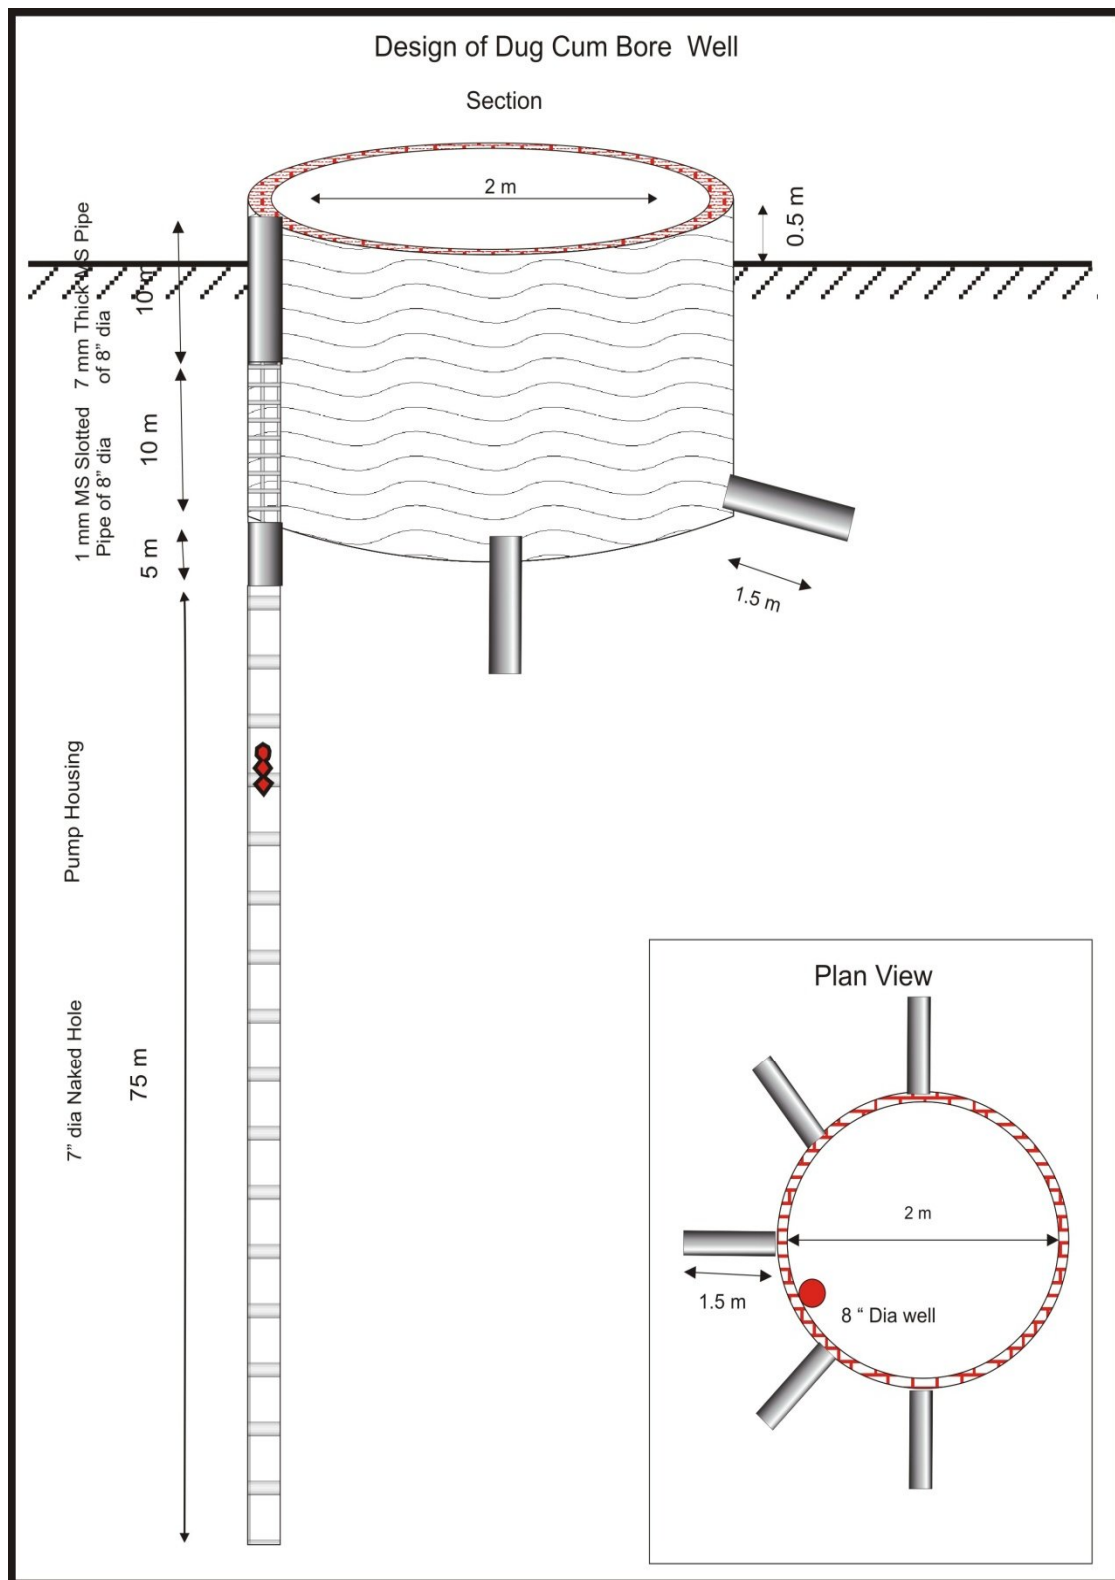 Design of Dug Cum Bore Well
Section
2 m
0.5 m
7 mm Thick MS Pipe
of 8” dia
10 m
1 mm MS Slotted
Pipe of 8” dia
10 m
5 m
1.5 m
Pump Housing
7” dia Naked Hole
75 m
Plan View
2 m
1.5 m
8 “ Dia well